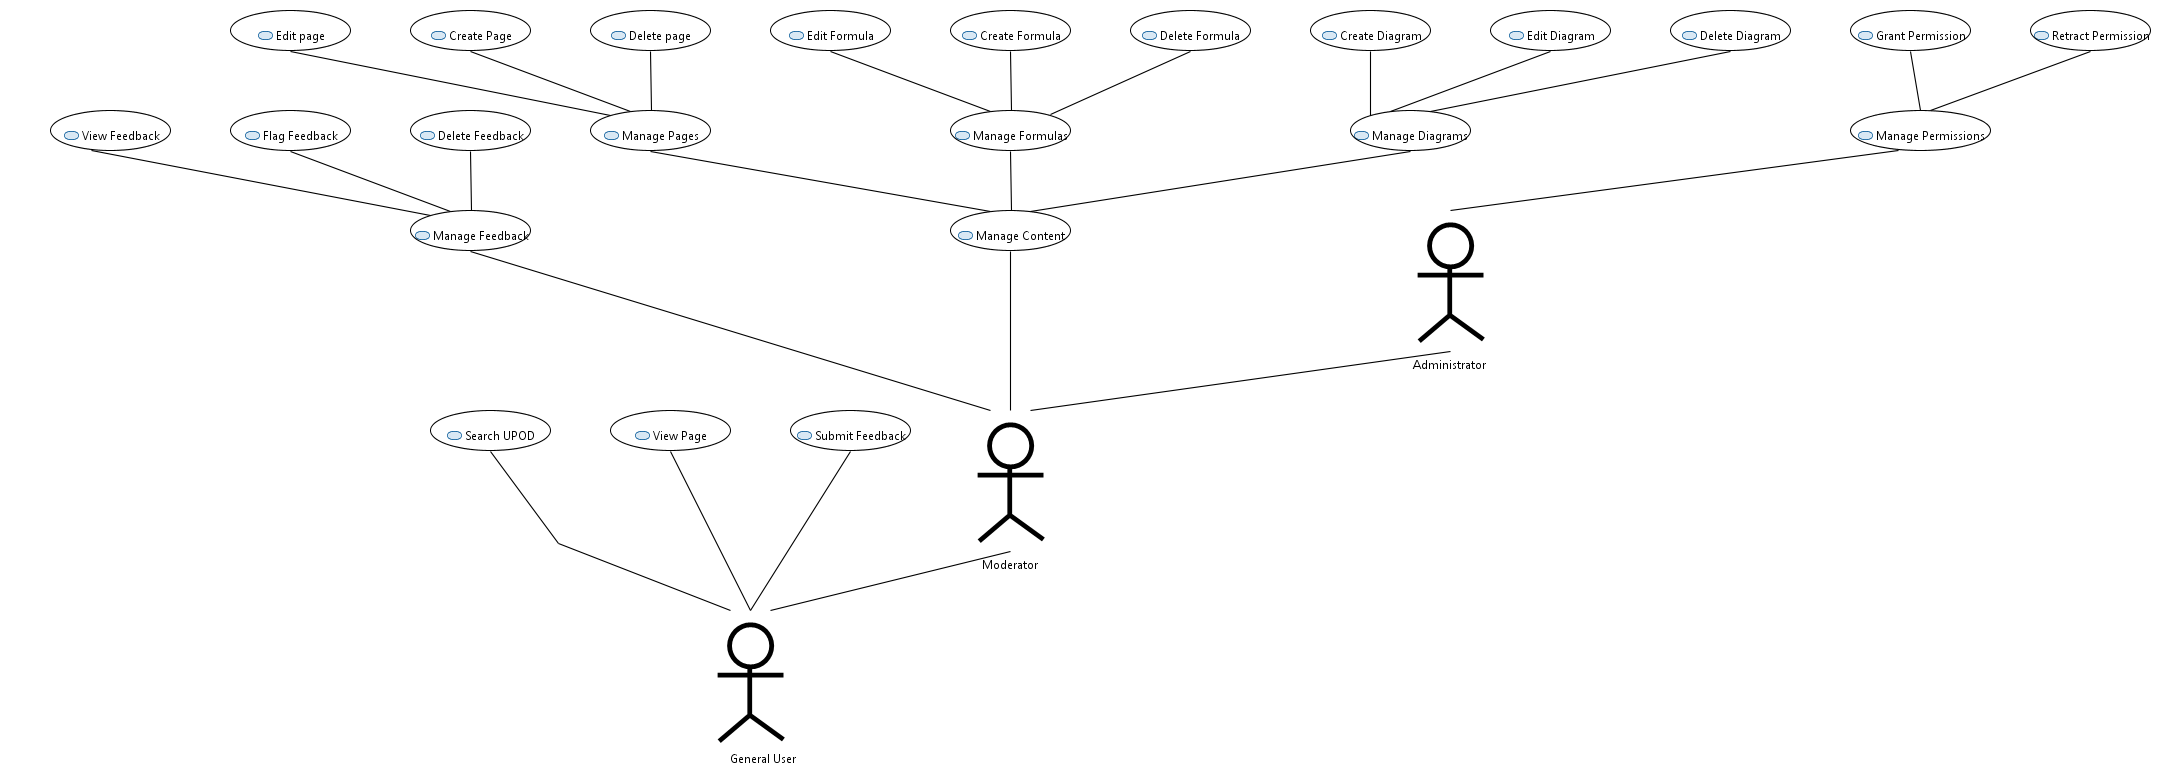 Edit page
Create Page
Delete page
Edit Formula
Create Formula
Delete Formula
Create Diagram
Edit Diagram
Delete Diagram
Grant Permission
Retract Permission
View Feedback
Flag Feedback
Delete Feedback
Manage Pages
Manage Formulas
Manage Diagrams
Manage Permissions
Manage Feedback
Manage Content
Administrator
Search UPOD
View Page
Submit Feedback
Moderator
General User